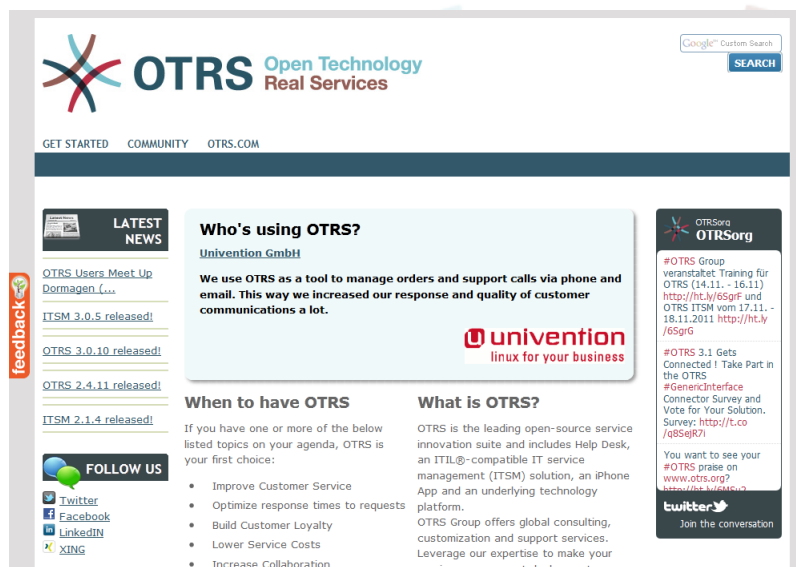 OTRS Open Technology
Real Services
Google™ Custom Search
SEARCH
GET STARTED COMMUNITY OTRS.COM
feedback
LATEST
NEWS
OTRS Users Meet Up
Dormagen (...
ITSM 3.0.5 released!
OTRS 3.0.10 released!
OTRS 2.4.11 released!
ITSM 2.1.4 released!
FOLLOW US
Twitter
Facebook
LinkedIN
XING
Who's using OTRS?
Univention GmbH
We use OTRS as a tool to manage orders and support calls via phone and
email. This way we increased our response and quality of customer
communications a lot.
univention
linux for your business
When to have OTRS
If you have one or more of the below
listed topics on your agenda, OTRS is
your first choice:
Improve Customer Service
Optimize response times to requests
Build Customer Loyalty
Lower Service Costs
Increase Collaboration
What is OTRS?
OTRS is the leading open-source service
innovation suite and includes Help Desk,
an ITIL®-compatible IT service
management (ITSM) solution, an iPhone
App and an underlying technology
platform.
OTRS Group offers global consulting,
customization and support services.
Leverage our expertise to make your
OTRSorg
OTRSorg
#OTRS Group
veranstaltet Training für
OTRS (14.11. - 16.11)
http://ht.ly/6SgrF und
OTRS ITSM vom 17.11. -
18.11.2011 http://ht.ly
/6SgrG
#OTRS 3.1 Gets
Connected ! Take Part in
the OTRS
#GenericInterface
Connector Survey and
Vote for Your Solution.
Survey: http://t.co
/q8SeJR7i
You want to see your
#OTRS praise on
www.otrs.org?
http://ht.ly/6MSu2
twitter
Join the conversation